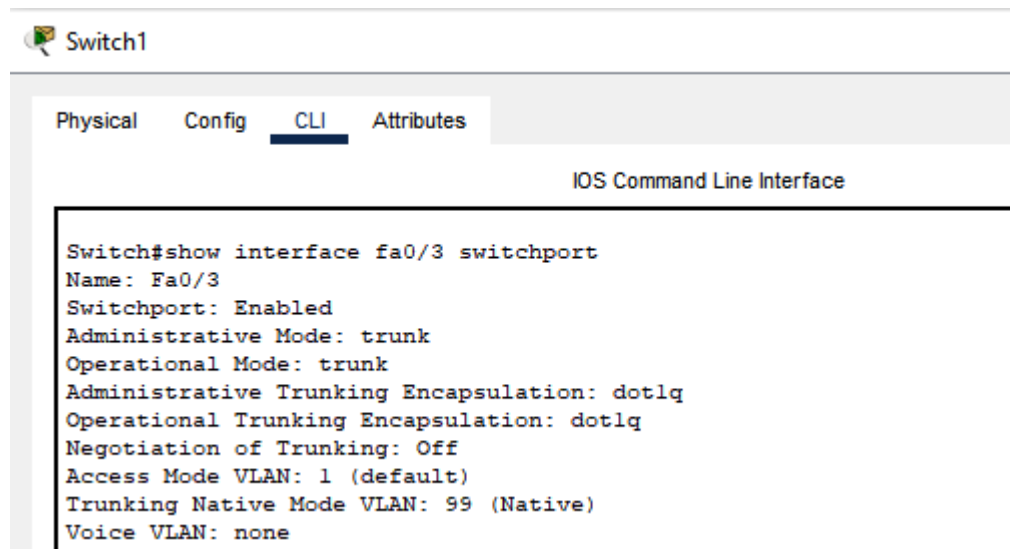 Switch1
Physical Config CLI Attributes
IOS Command Line Interface
Switch#show interface fa0/3 switchport
Name: Fa0/3
Switchport: Enabled
Administrative Mode: trunk
Operational Mode: trunk
Administrative Trunking Encapsulation: dot1q
Operational Trunking Encapsulation: dot1q
Negotiation of Trunking: Off
Access Mode VLAN: 1 (default)
Trunking Native Mode VLAN: 99 (Native)
Voice VLAN: none